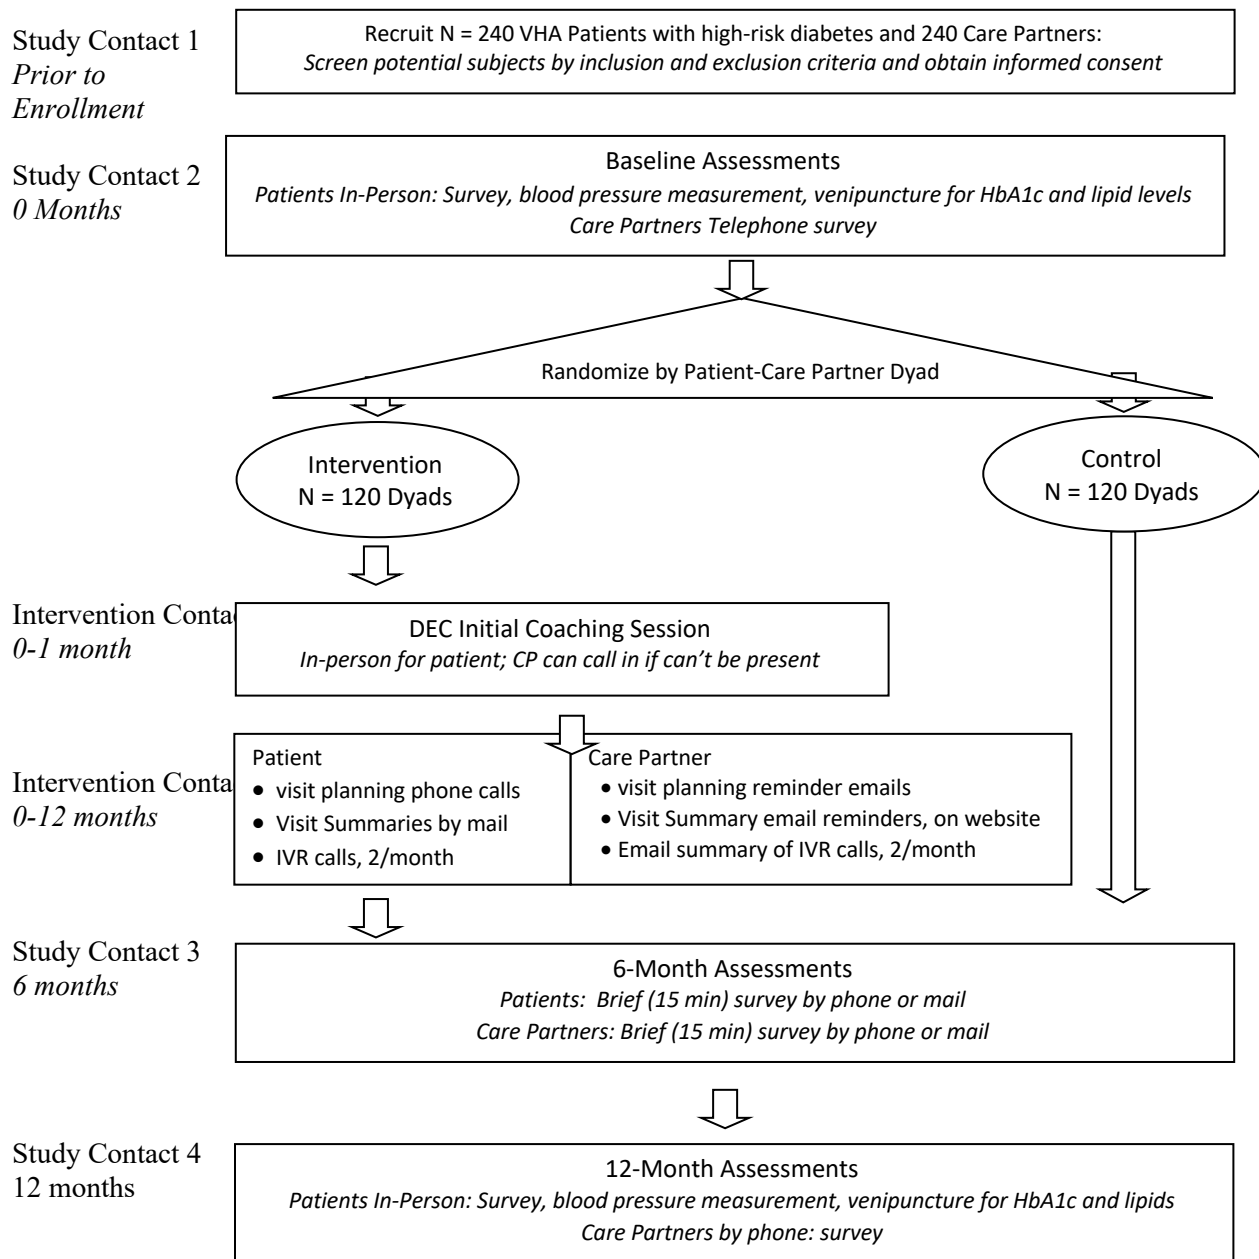 Study Contact 1
Prior to
Enrollment
Recruit N = 240 VHA Patients with high-risk diabetes and 240 Care Partners:
Screen potential subjects by inclusion and exclusion criteria and obtain informed consent
Study Contact 2
0 Months
Baseline Assessments
Patients In-Person: Survey, blood pressure measurement, venipuncture for HbA1c and lipid levels
Care Partners Telephone survey
Randomize by Patient-Care Partner Dyad
Intervention
N = 120 Dyads
Control
N = 120 Dyads
Intervention Conta
0-1 month
DEC Initial Coaching Session
In-person for patient; CP can call in if can’t be present
Intervention Conta
0-12 months
Patient
• visit planning phone calls
• Visit Summaries by mail
• IVR calls, 2/month
Care Partner
• visit planning reminder emails
• Visit Summary email reminders, on website
• Email summary of IVR calls, 2/month
Study Contact 3
6 months
6-Month Assessments
Patients: Brief (15 min) survey by phone or mail
Care Partners: Brief (15 min) survey by phone or mail
Study Contact 4
12 months
12-Month Assessments
Patients In-Person: Survey, blood pressure measurement, venipuncture for HbA1c and lipids
Care Partners by phone: survey